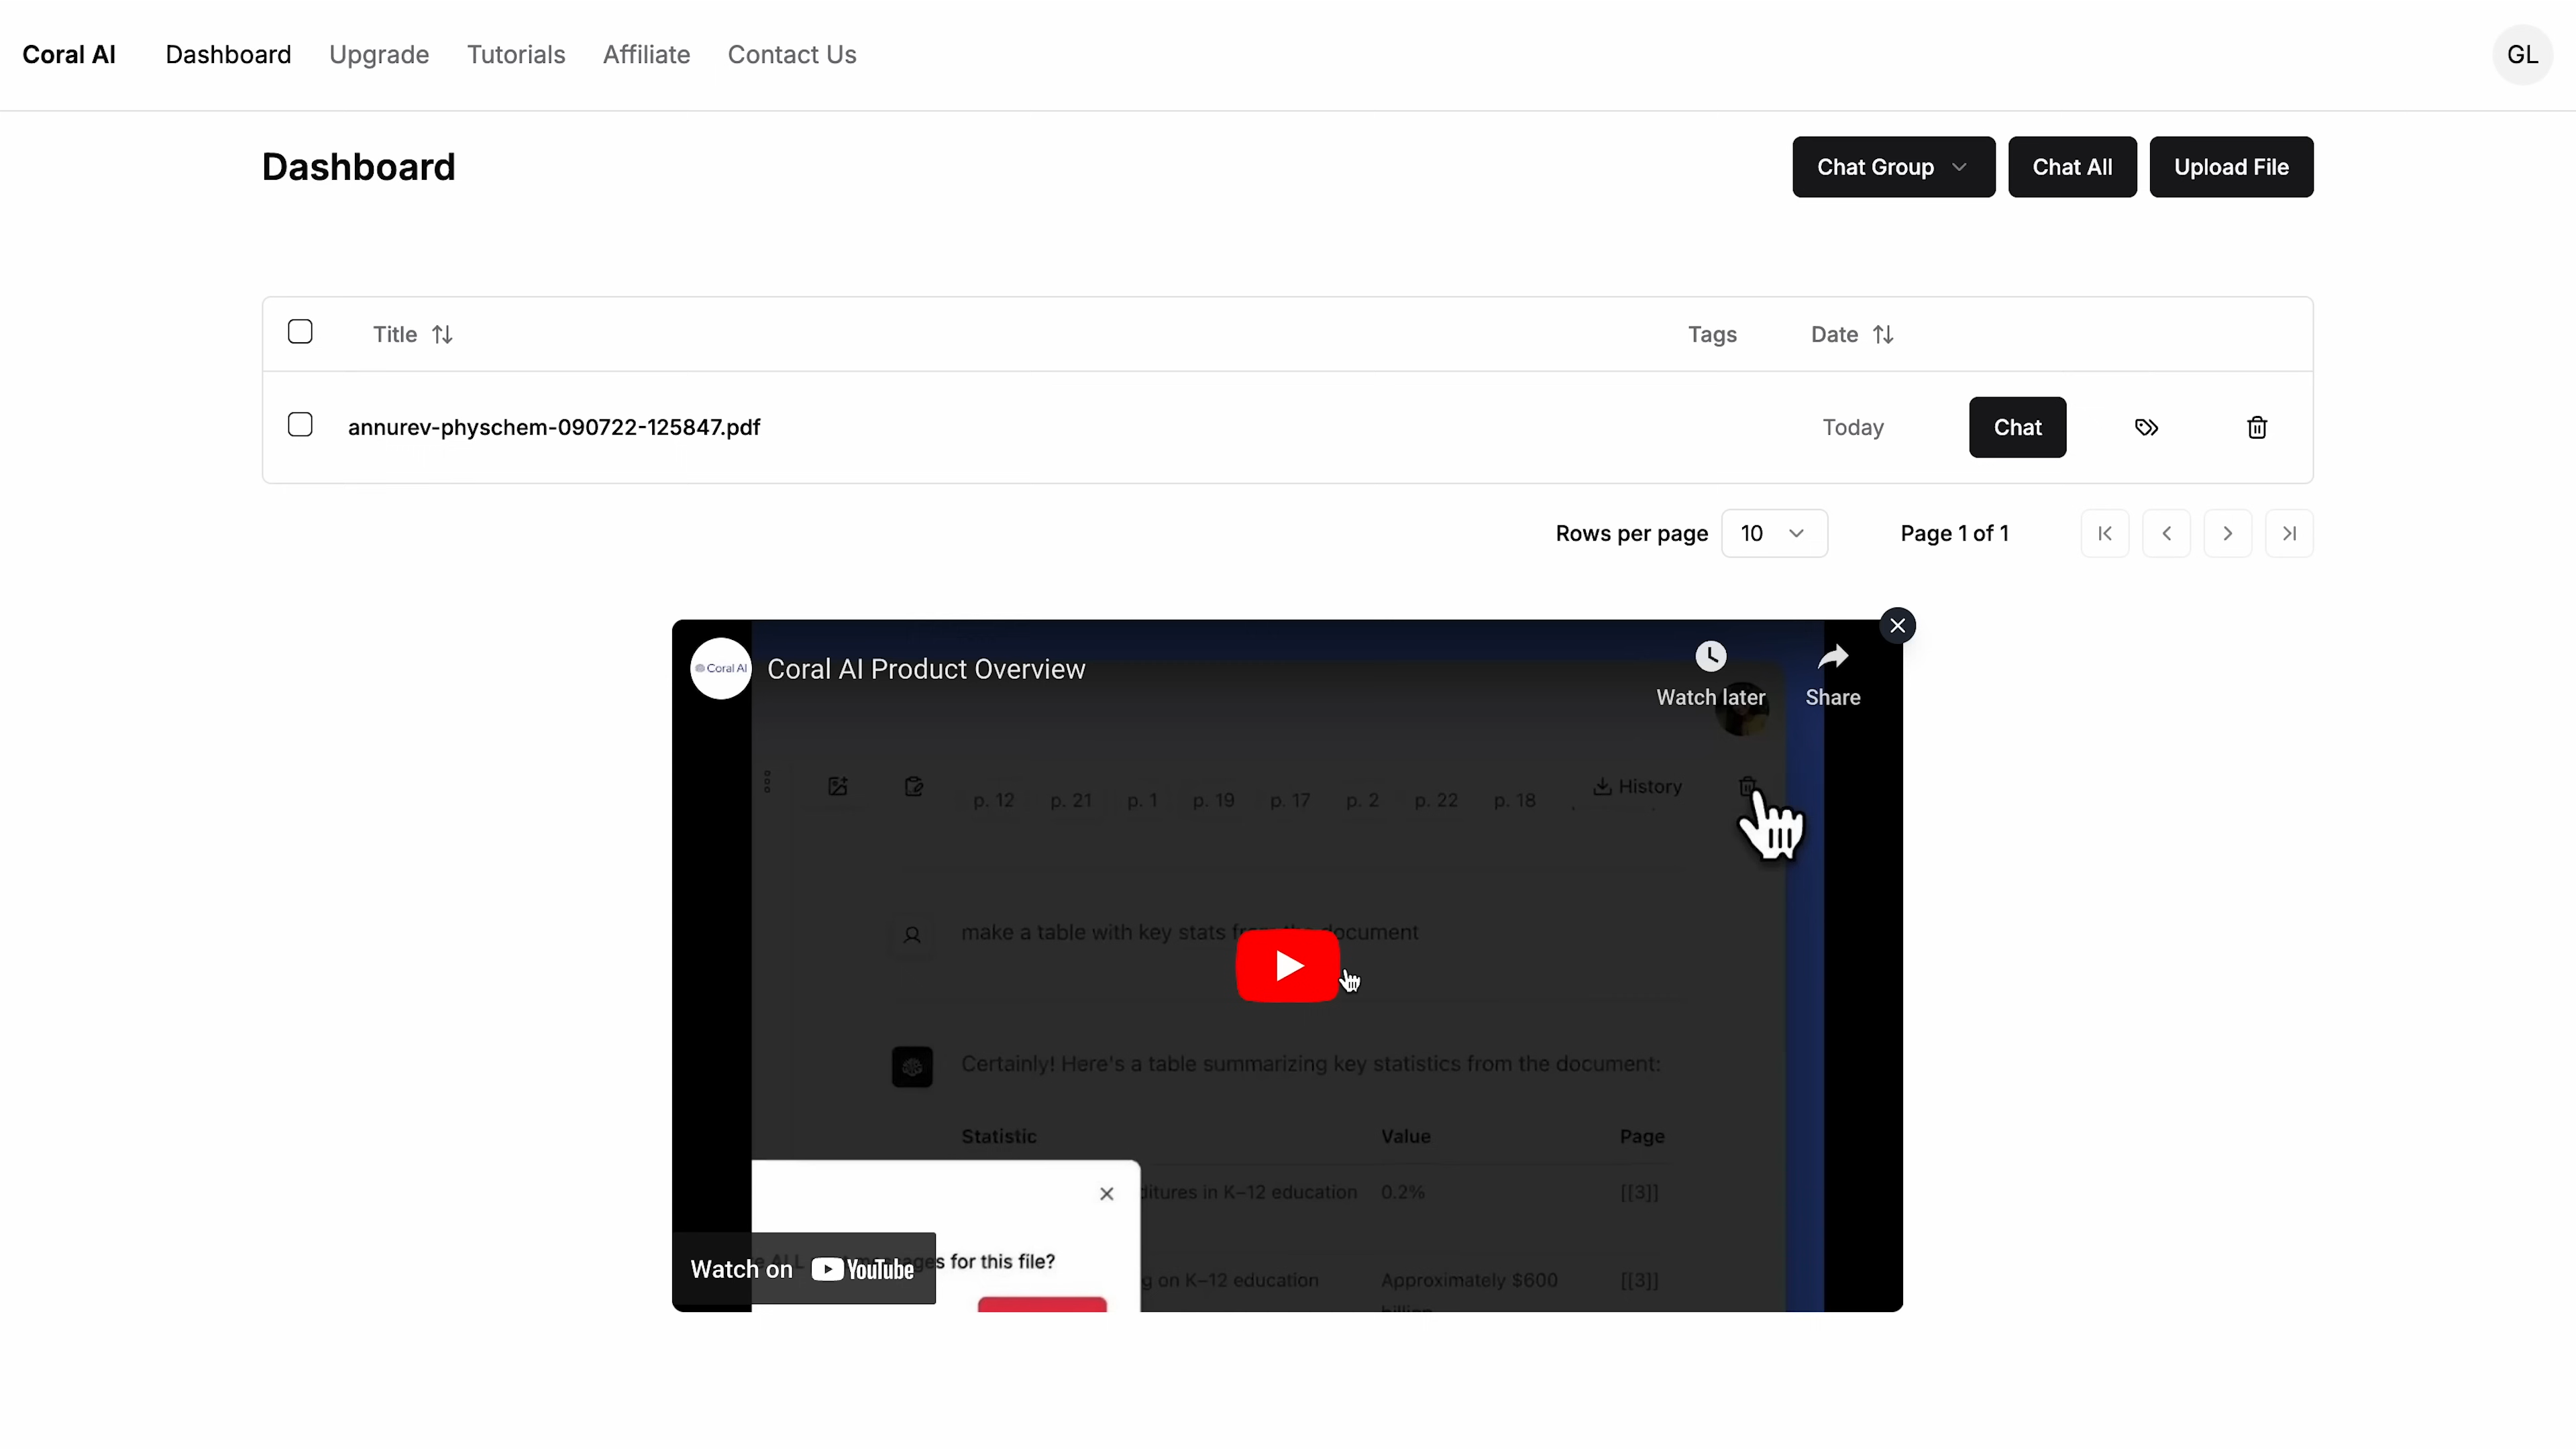 Coral AI Dashboard Upgrade Tutorials Affiliate Contact Us GL
Dashboard Chat Group Chat All Upload File
Title Tags Date
annurev-physchem-090722-125847.pdf Today Chat
Rows per page 10 Page 1 of 1
Coral AI Coral AI Product Overview
Watch later Share
History
p. 12 p. 21 p. 1 p. 19 p. 17 p. 2 p. 22 p. 18
make a table with key stats from the document
Certainly! Here's a table summarizing key statistics from the document:
Statistic Value Page
ditures in K–12 education 0.2% [[3]]
Watch on YouTube
s for this file?
g on K–12 education Approximately $600 [[3]]